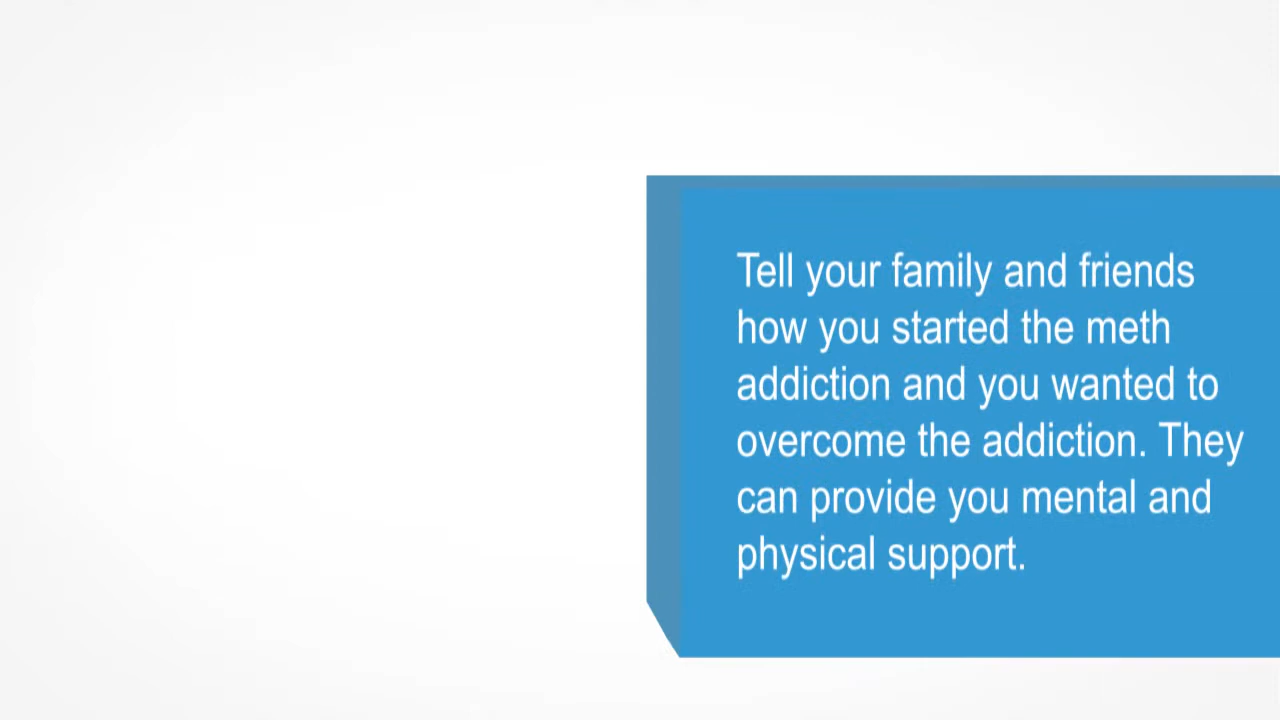 Tell your family and friends
how you started the meth
addiction and you wanted to
overcome the addiction. They
can provide you mental and
physical support.